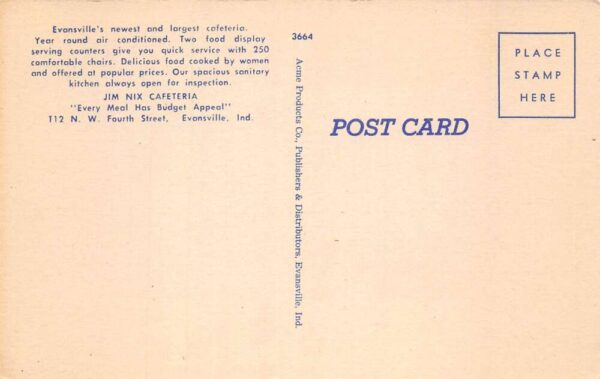 Evansville's newest and largest cafeteria.
Year round air conditioned. Two food display
serving counters give you quick service with 250
comfortable chairs. Delicious food cooked by women
and offered at popular prices. Our spacious sanitary
kitchen always open for inspection.
JIM NIX CAFETERIA
"Every Meal Has Budget Appeal"
112 N. W. Fourth Street, Evansville, Ind.
3664
Acme Products Co., Publishers & Distributors, Evansville, Ind.
POST CARD
PLACE
STAMP
HERE